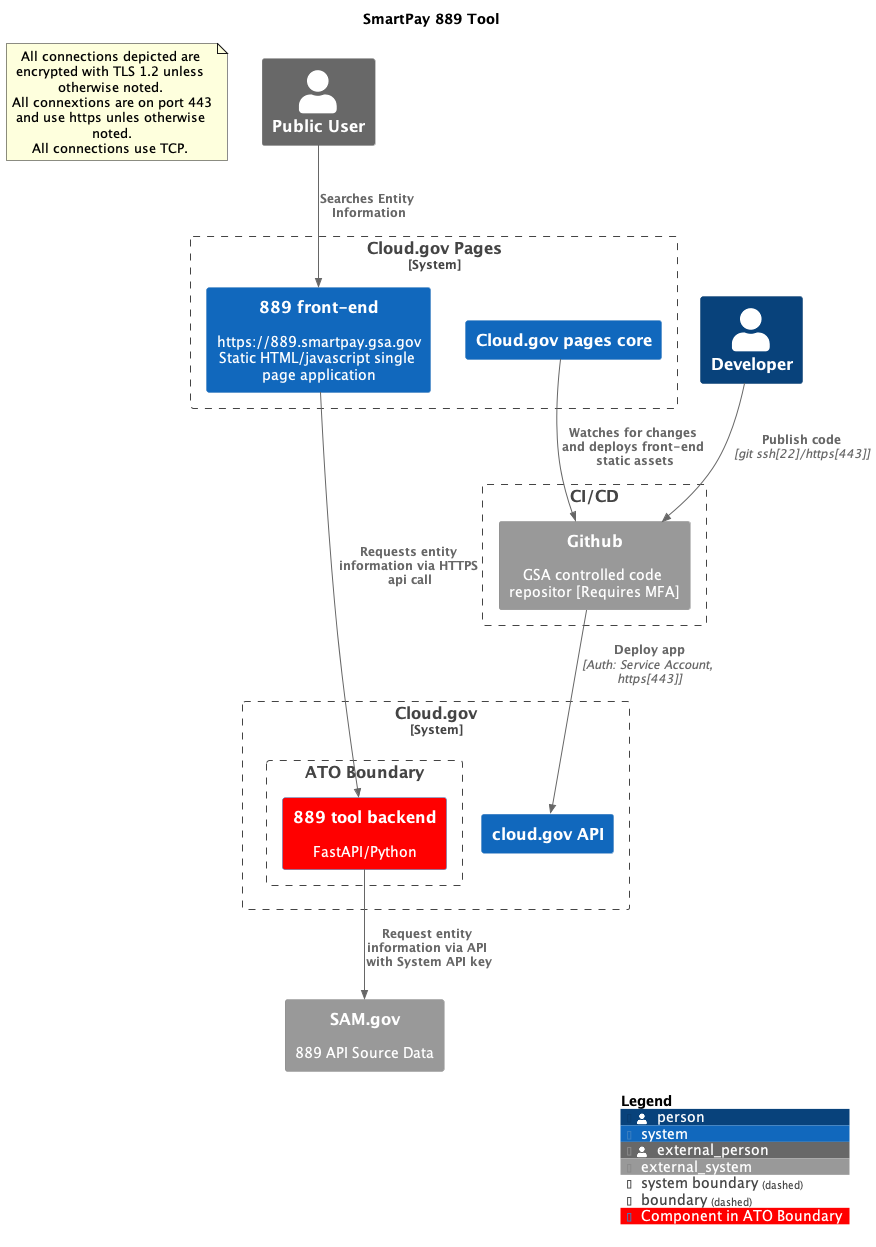 SmartPay 889 Tool
All connections depicted are
encrypted with TLS 1.2 unless
otherwise noted.
All connextions are on port 443
and use https unles otherwise
noted.
All connections use TCP.
Public User
Searches Entity
Information
Cloud.gov Pages
[System]
889 front-end
https://889.smartpay.gsa.gov
Static HTML/javascript single
page application
Cloud.gov pages core
Developer
Watches for changes
and deploys front-end
static assets
Publish code
[git ssh[22]/https[443]]
CI/CD
Github
GSA controlled code
repositor [Requires MFA]
Requests entity
information via HTTPS
api call
Deploy app
[Auth: Service Account,
https[443]]
Cloud.gov
[System]
ATO Boundary
889 tool backend
FastAPI/Python
cloud.gov API
Request entity
information via API
with System API key
SAM.gov
889 API Source Data
Legend
person
system
external_person
external_system
system boundary (dashed)
boundary (dashed)
Component in ATO Boundary